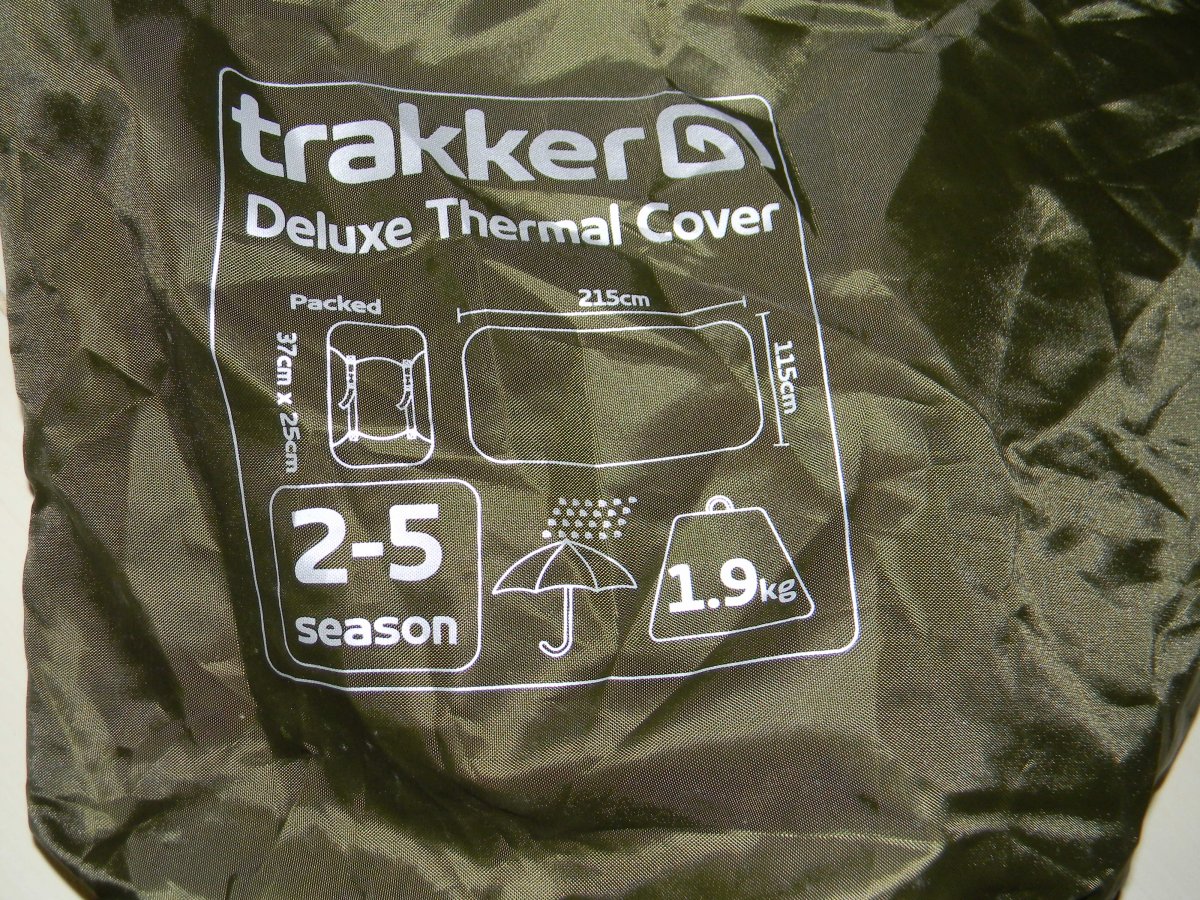 trakker
Deluxe Thermal Cover
Packed
37cm x 25cm
215cm
115cm
2-5
season
1.9kg